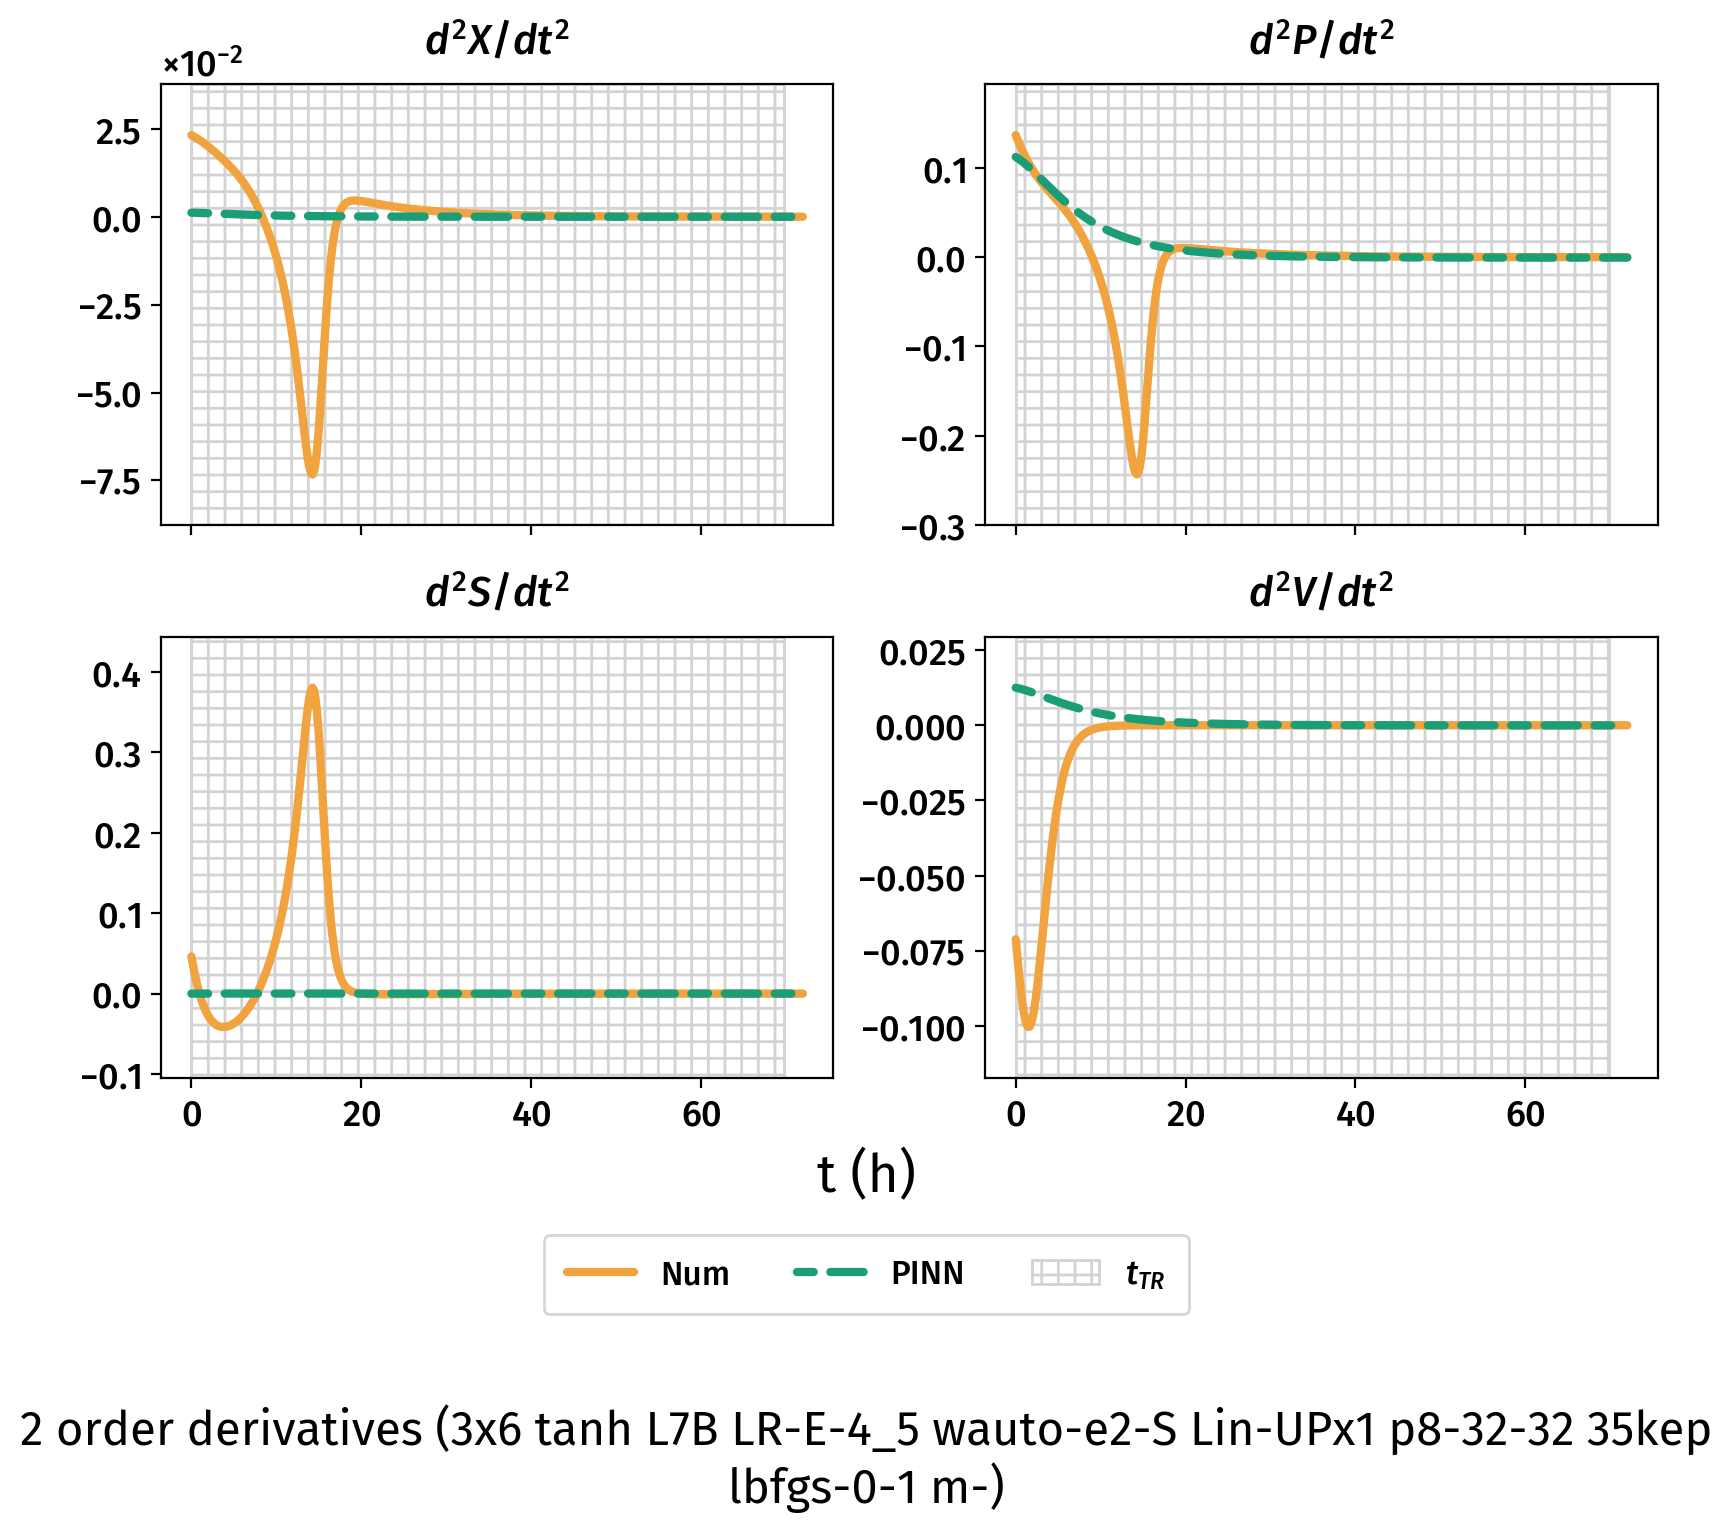 d²X/dt²
×10⁻²
2.5
0.0
−2.5
−5.0
−7.5
d²P/dt²
0.1
0.0
−0.1
−0.2
−0.3
d²S/dt²
0.4
0.3
0.2
0.1
0.0
−0.1
0 20 40 60
d²V/dt²
0.025
0.000
−0.025
−0.050
−0.075
−0.100
0 20 40 60
t (h)
Num PINN t_TR
2 order derivatives (3x6 tanh L7B LR-E-4_5 wauto-e2-S Lin-UPx1 p8-32-32 35kep
lbfgs-0-1 m-)